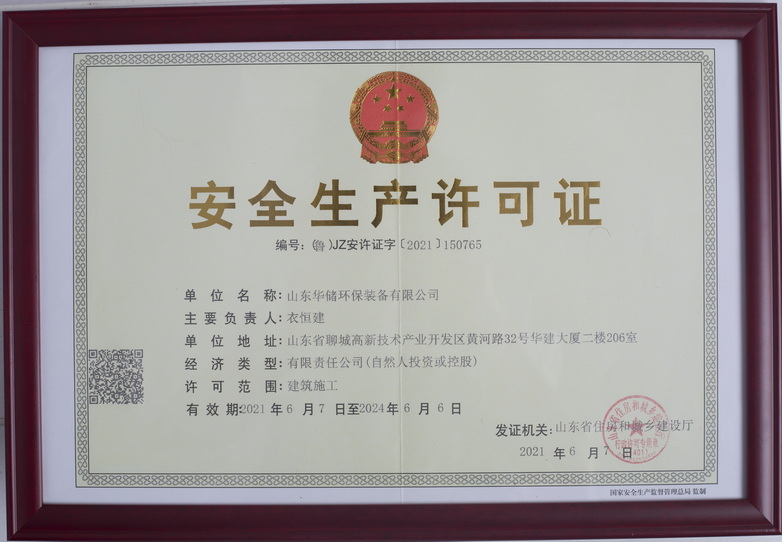 安全生产许可证
编号：(鲁)JZ安许证字〔2021〕150765
单位名称：山东华储环保装备有限公司
主要负责人：衣恒建
单位地址：山东省聊城高新技术产业开发区黄河路32号华建大厦二楼206室
经济类型：有限责任公司(自然人投资或控股)
许可范围：建筑施工
有效期：2021年6月7日至2024年6月6日
发证机关：山东省住房和城乡建设厅
2021年6月7日
国家安全生产监督管理总局 监制